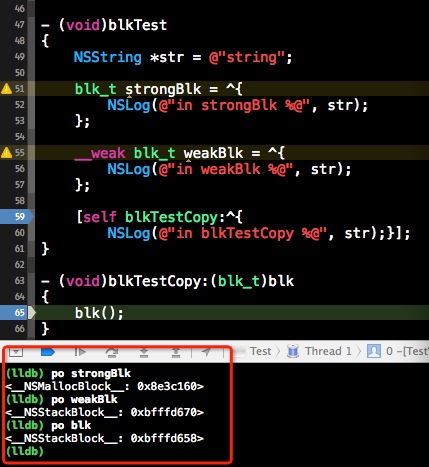 46
47 - (void)blkTest
48 {
49 NSString *str = @"string";
50
51 blk_t strongBlk = ^{
52 NSLog(@"in strongBlk %@", str);
53 };
54
55 __weak blk_t weakBlk = ^{
56 NSLog(@"in weakBlk %@", str);
57 };
58
59 [self blkTestCopy:^{
60 NSLog(@"in blkTestCopy %@", str);}];
61 }
62
63 - (void)blkTestCopy:(blk_t)blk
64 {
65 blk();
66 }
Test Thread 1 0 -[Test
(lldb) po strongBlk
<__NSMallocBlock__: 0x8e3c160>
(lldb) po weakBlk
<__NSStackBlock__: 0xbfffd670>
(lldb) po blk
<__NSStackBlock__: 0xbfffd658>
(lldb)